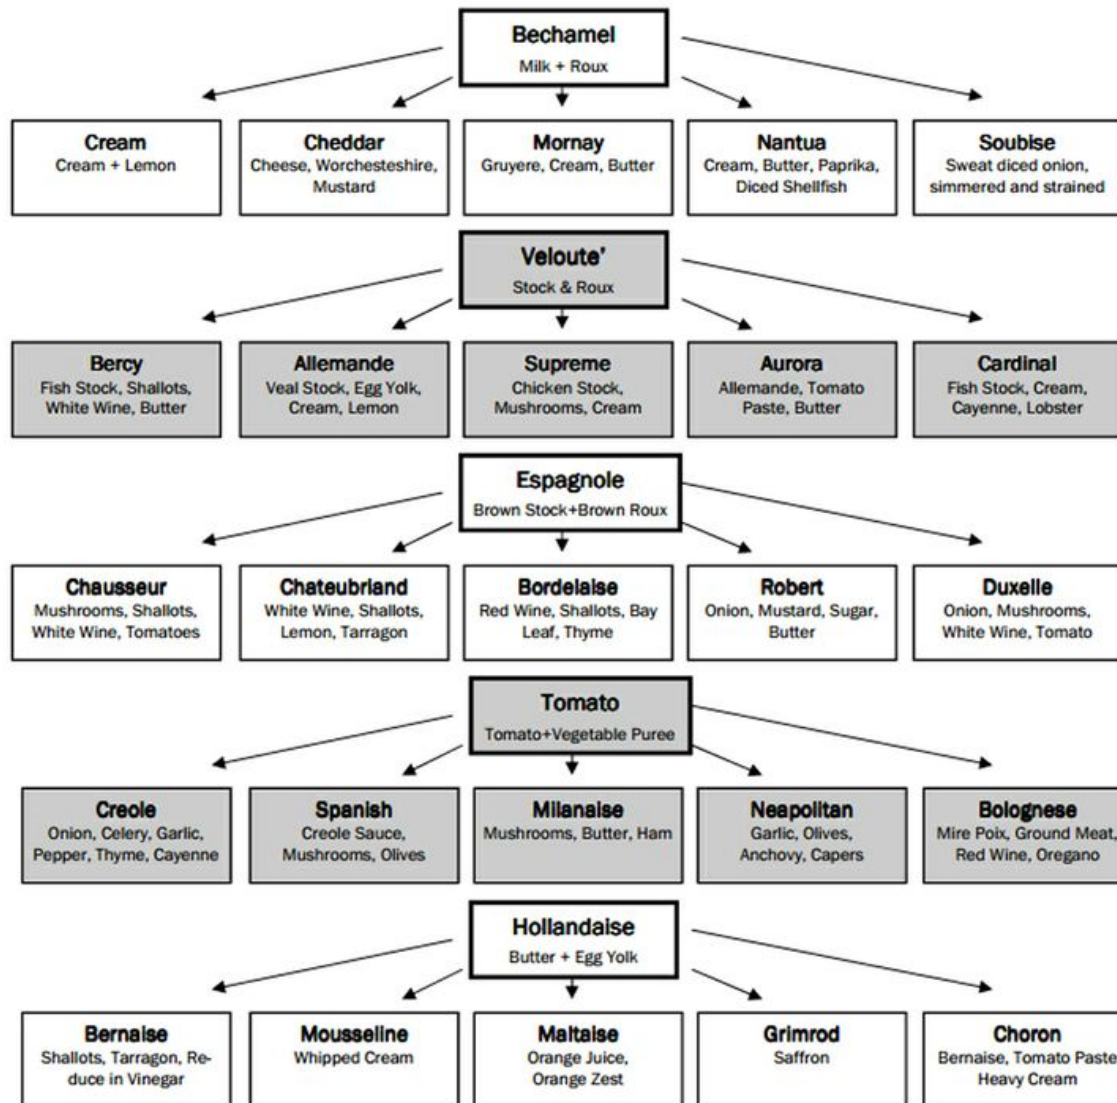 Bechamel
Milk + Roux
Cream
Cream + Lemon
Cheddar
Cheese, Worchesteshire,
Mustard
Mornay
Gruyere, Cream, Butter
Nantua
Cream, Butter, Paprika,
Diced Shellfish
Soubise
Sweat diced onion,
simmered and strained
Veloute'
Stock & Roux
Bercy
Fish Stock, Shallots,
White Wine, Butter
Allemande
Veal Stock, Egg Yolk,
Cream, Lemon
Supreme
Chicken Stock,
Mushrooms, Cream
Aurora
Allemande, Tomato
Paste, Butter
Cardinal
Fish Stock, Cream,
Cayenne, Lobster
Espagnole
Brown Stock+Brown Roux
Chausseur
Mushrooms, Shallots,
White Wine, Tomatoes
Chateubriand
White Wine, Shallots,
Lemon, Tarragon
Bordelaise
Red Wine, Shallots, Bay
Leaf, Thyme
Robert
Onion, Mustard, Sugar,
Butter
Duxelle
Onion, Mushrooms,
White Wine, Tomato
Tomato
Tomato+Vegetable Puree
Creole
Onion, Celery, Garlic,
Pepper, Thyme, Cayenne
Spanish
Creole Sauce,
Mushrooms, Olives
Milanaise
Mushrooms, Butter, Ham
Neapolitan
Garlic, Olives,
Anchovy, Capers
Bolognese
Mire Poix, Ground Meat,
Red Wine, Oregano
Hollandaise
Butter + Egg Yolk
Bernaise
Shallots, Tarragon, Re-
duce in Vinegar
Mousseline
Whipped Cream
Maltaise
Orange Juice,
Orange Zest
Grimrod
Saffron
Choron
Bernaise, Tomato Paste
Heavy Cream